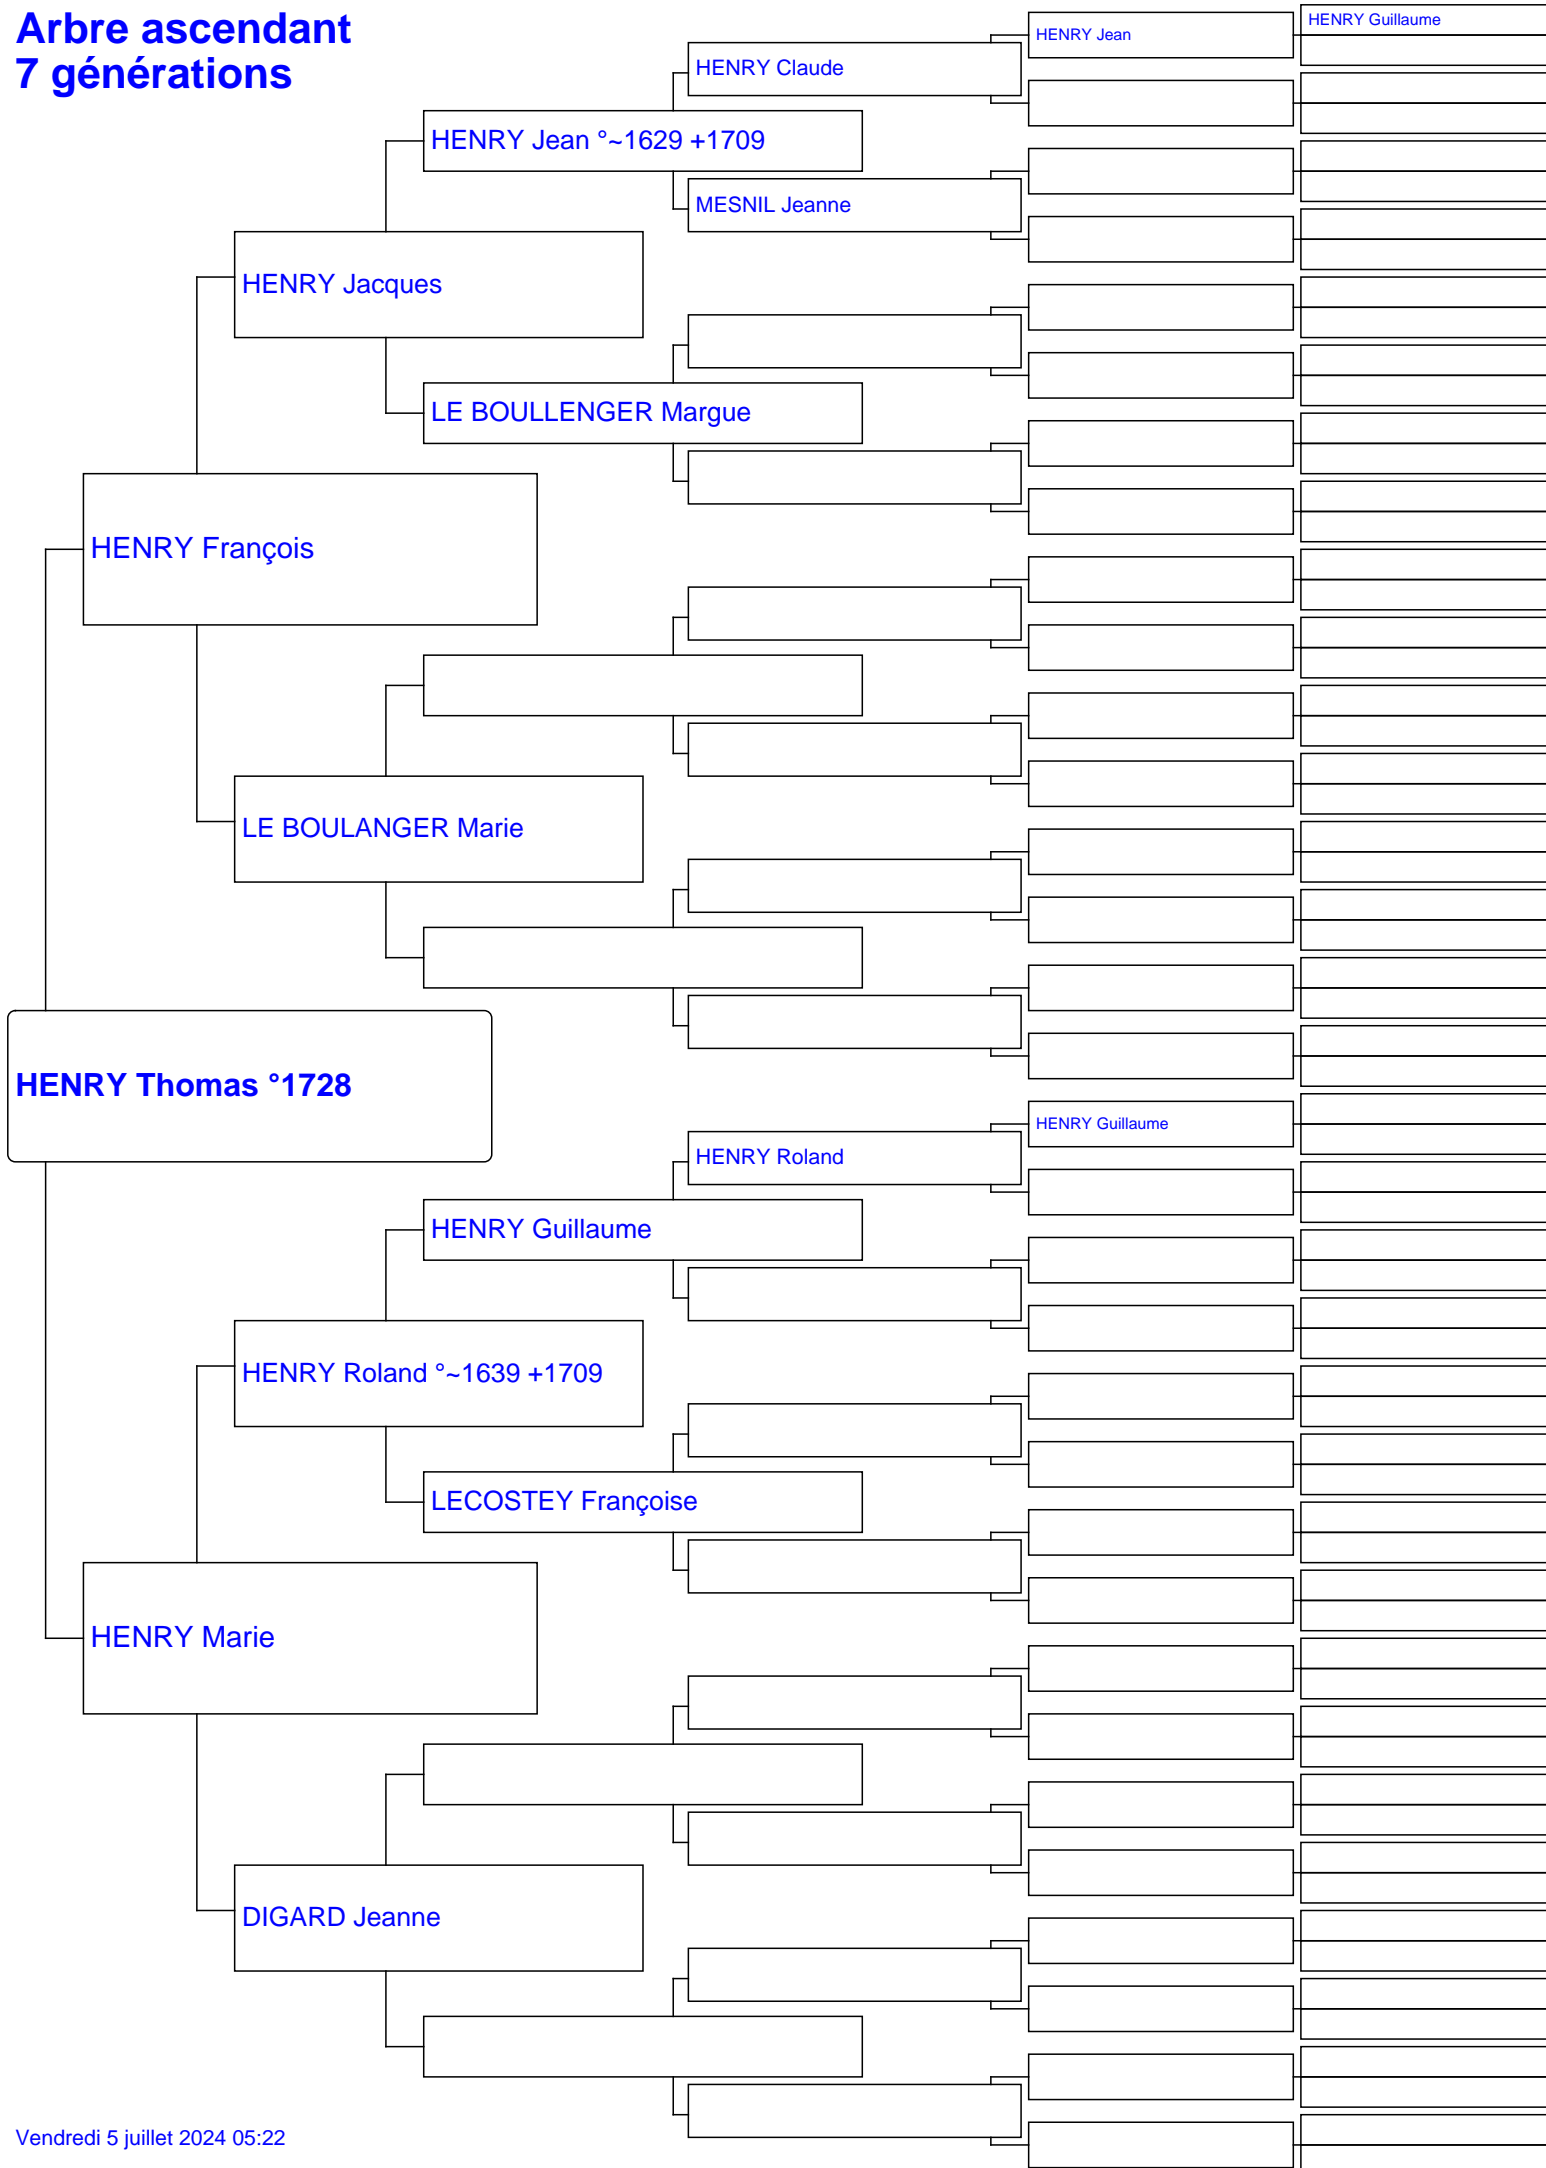 Arbre ascendant
7 générations
HENRY Guillaume
HENRY Jean
HENRY Claude
HENRY Jean °~1629 +1709
MESNIL Jeanne
HENRY Jacques
LE BOULLENGER Margue
HENRY François
LE BOULANGER Marie
HENRY Thomas °1728
HENRY Guillaume
HENRY Roland
HENRY Guillaume
HENRY Roland °~1639 +1709
LECOSTEY Françoise
HENRY Marie
DIGARD Jeanne
Vendredi 5 juillet 2024 05:22